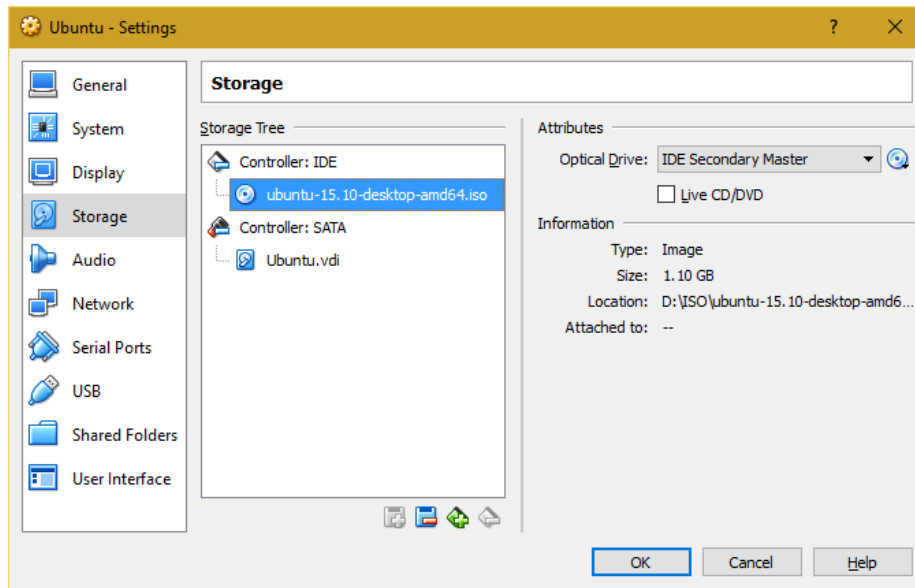 Ubuntu - Settings
?
General
System
Display
Storage
Audio
Network
Serial Ports
USB
Shared Folders
User Interface
Storage
Storage Tree
Controller: IDE
ubuntu-15.10-desktop-amd64.iso
Controller: SATA
Ubuntu.vdi
Attributes
Optical Drive: IDE Secondary Master
Live CD/DVD
Information
Type: Image
Size: 1.10 GB
Location: D:\ISO\ubuntu-15.10-desktop-amd6...
Attached to: --
OK Cancel Help